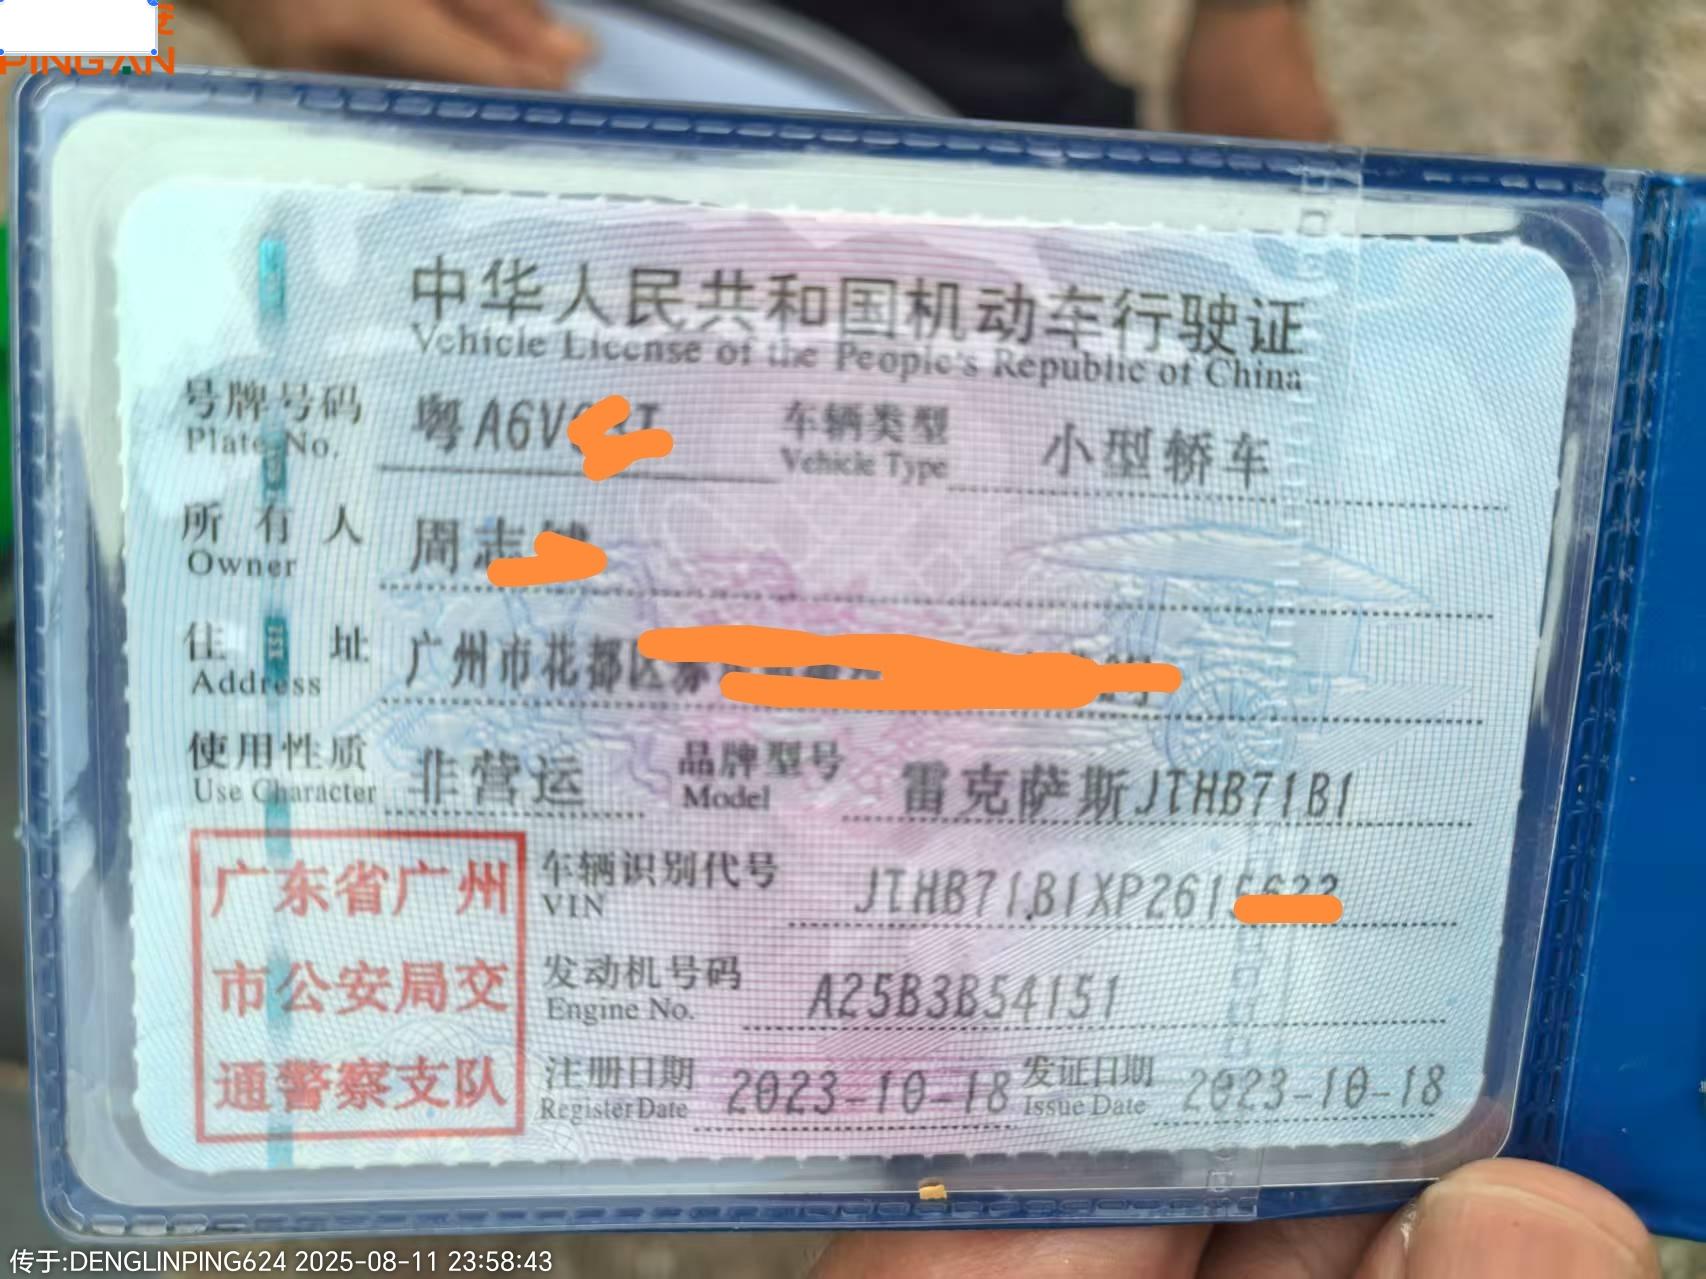 PING AN
中华人民共和国机动车行驶证
Vehicle License of the People's Republic of China
号牌号码 粤A6V 车辆类型 小型轿车
Plate No. Vehicle Type
所有人 周
Owner
住址 广州市花都区
Address
使用性质 非营运 品牌型号 雷克萨斯JTHB71B1
Use Character Model
广东省广州
市公安局交
通警察支队
车辆识别代号 JTHB71B1XP261
VIN
发动机号码 A25B3B54151
Engine No.
注册日期 2023-10-18 发证日期 2023-10-18
Register Date Issue Date
传于:DENGLINPING624 2025-08-11 23:58:43